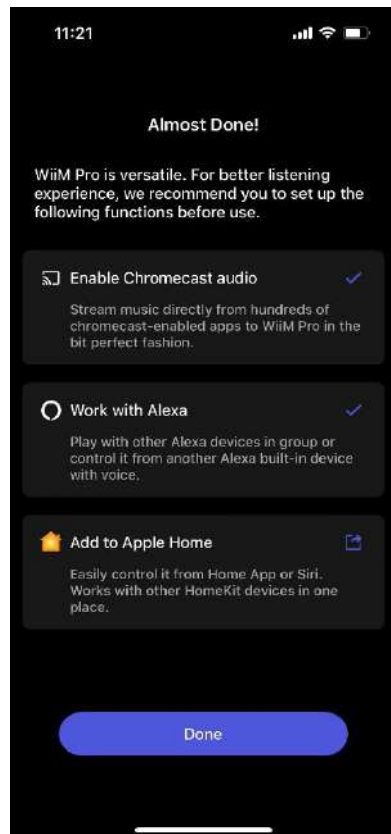 11:21
Almost Done!
WiiM Pro is versatile. For better listening
experience, we recommend you to set up the
following functions before use.
Enable Chromecast audio
Stream music directly from hundreds of
chromecast-enabled apps to WiiM Pro in the
bit perfect fashion.
Work with Alexa
Play with other Alexa devices in group or
control it from another Alexa built-in device
with voice.
Add to Apple Home
Easily control it from Home App or Siri.
Works with other HomeKit devices in one
place.
Done